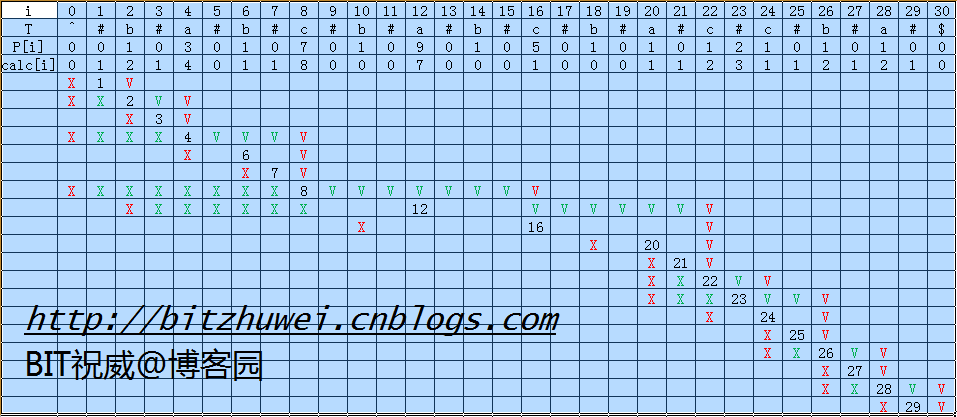 i 0 1 2 3 4 5 6 7 8 9 10 11 12 13 14 15 16 17 18 19 20 21 22 23 24 25 26 27 28 29 30
T ^ # b # a # b # c # b # a # b # c # b # a # c # c # b # a # $
P[i] 0 0 1 0 3 0 1 0 7 0 1 0 9 0 1 0 5 0 1 0 1 0 1 2 1 0 1 0 1 0 0
calc[i] 0 1 2 1 4 0 1 1 8 0 0 0 7 0 0 0 1 0 0 0 1 1 2 3 1 1 2 1 2 1 0
X 1 V
X X 2 V V
X 3 V
X X X X 4 V V V V
X 6 V
X 7 V
X X X X X X X X 8 V V V V V V V V
X X X X X X X 12 V V V V V V V
X 16 V
X 20 V
X 21 V
X X 22 V V
X X X 23 V V V
X 24 V
X 25 V
X X 26 V V
X 27 V
X X 28 V V
X 29 V
http://bitzhuwei.cnblogs.com
BIT祝威@博客园